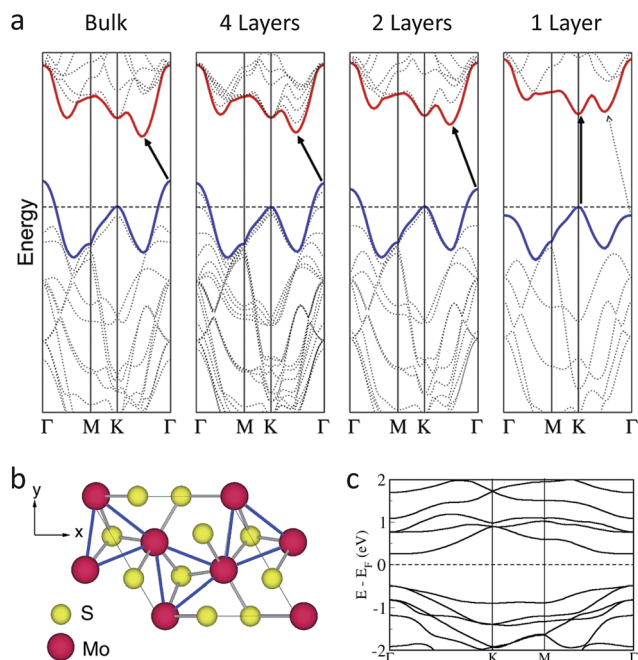 a
Bulk
4 Layers
2 Layers
1 Layer
Energy
Γ M K Γ
Γ M K Γ
Γ M K Γ
Γ M K Γ
b
y
x
S
Mo
c
E - E_F (eV)
2
1
0
-1
-2
Γ K M Γ